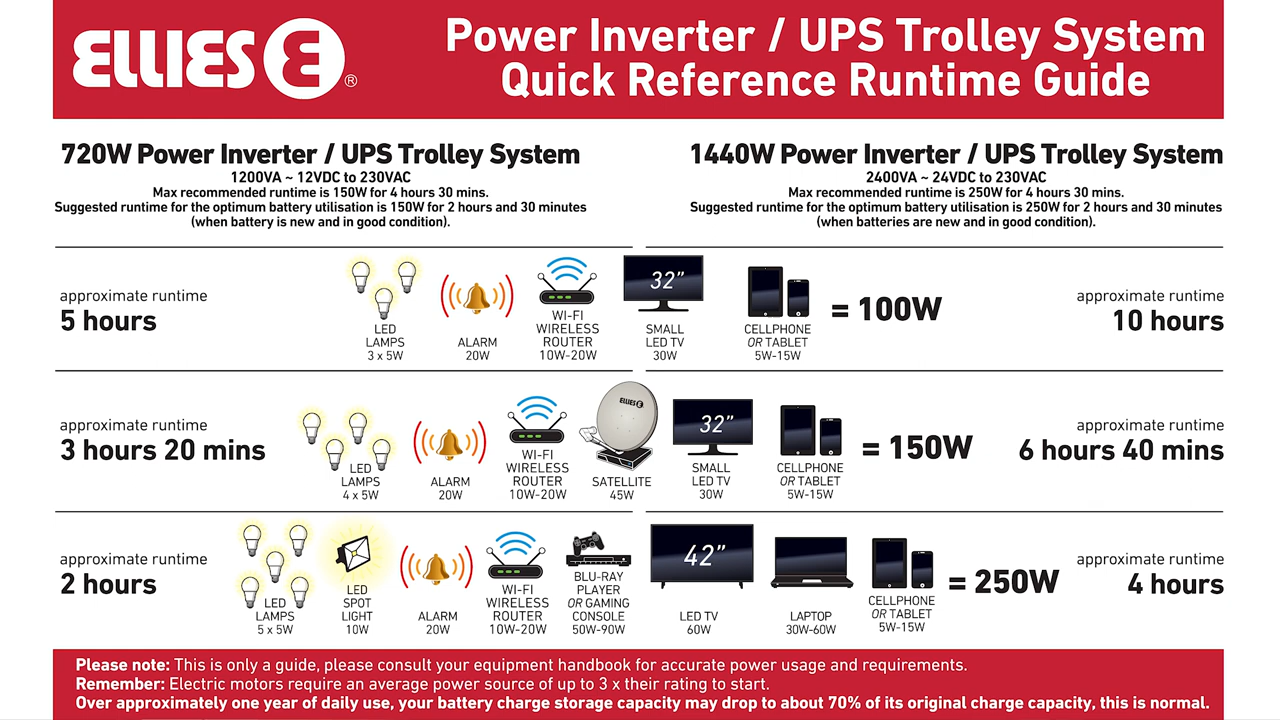 ELLIES E ®
Power Inverter / UPS Trolley System
Quick Reference Runtime Guide
720W Power Inverter / UPS Trolley System
1200VA ~ 12VDC to 230VAC
Max recommended runtime is 150W for 4 hours 30 mins.
Suggested runtime for the optimum battery utilisation is 150W for 2 hours and 30 minutes
(when battery is new and in good condition).
1440W Power Inverter / UPS Trolley System
2400VA ~ 24VDC to 230VAC
Max recommended runtime is 250W for 4 hours 30 mins.
Suggested runtime for the optimum battery utilisation is 250W for 2 hours and 30 minutes
(when batteries are new and in good condition).
approximate runtime
5 hours
LED
LAMPS
3 x 5W
ALARM
20W
WI-FI
WIRELESS
ROUTER
10W-20W
32”
SMALL
LED TV
30W
CELLPHONE
OR TABLET
5W-15W
= 100W
approximate runtime
10 hours
approximate runtime
3 hours 20 mins
LED
LAMPS
4 x 5W
ALARM
20W
WI-FI
WIRELESS
ROUTER
10W-20W
ELLIES E
SATELLITE
45W
32”
SMALL
LED TV
30W
CELLPHONE
OR TABLET
5W-15W
= 150W
approximate runtime
6 hours 40 mins
approximate runtime
2 hours
LED
LAMPS
5 x 5W
LED
SPOT
LIGHT
10W
ALARM
20W
WI-FI
WIRELESS
ROUTER
10W-20W
BLU-RAY
PLAYER
OR GAMING
CONSOLE
50W-90W
42”
LED TV
60W
LAPTOP
30W-60W
CELLPHONE
OR TABLET
5W-15W
= 250W
approximate runtime
4 hours
Please note: This is only a guide, please consult your equipment handbook for accurate power usage and requirements.
Remember: Electric motors require an average power source of up to 3 x their rating to start.
Over approximately one year of daily use, your battery charge storage capacity may drop to about 70% of its original charge capacity, this is normal.